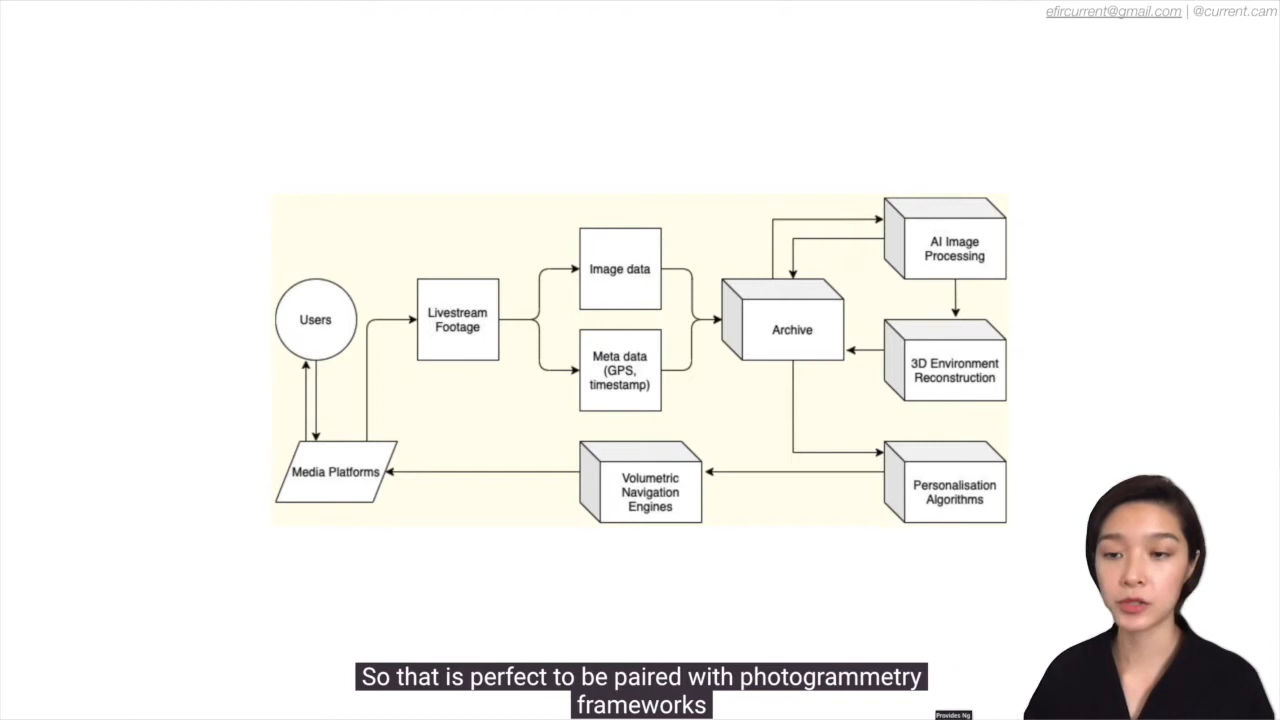 efircurrent@gmail.com | @current.cam
AI Image
Processing
Image data
Users
Livestream
Footage
Archive
Meta data
(GPS,
timestamp)
3D Environment
Reconstruction
Media Platforms
Volumetric
Navigation
Engines
Personalisation
Algorithms
So that is perfect to be paired with photogrammetry
frameworks
Provides Ng